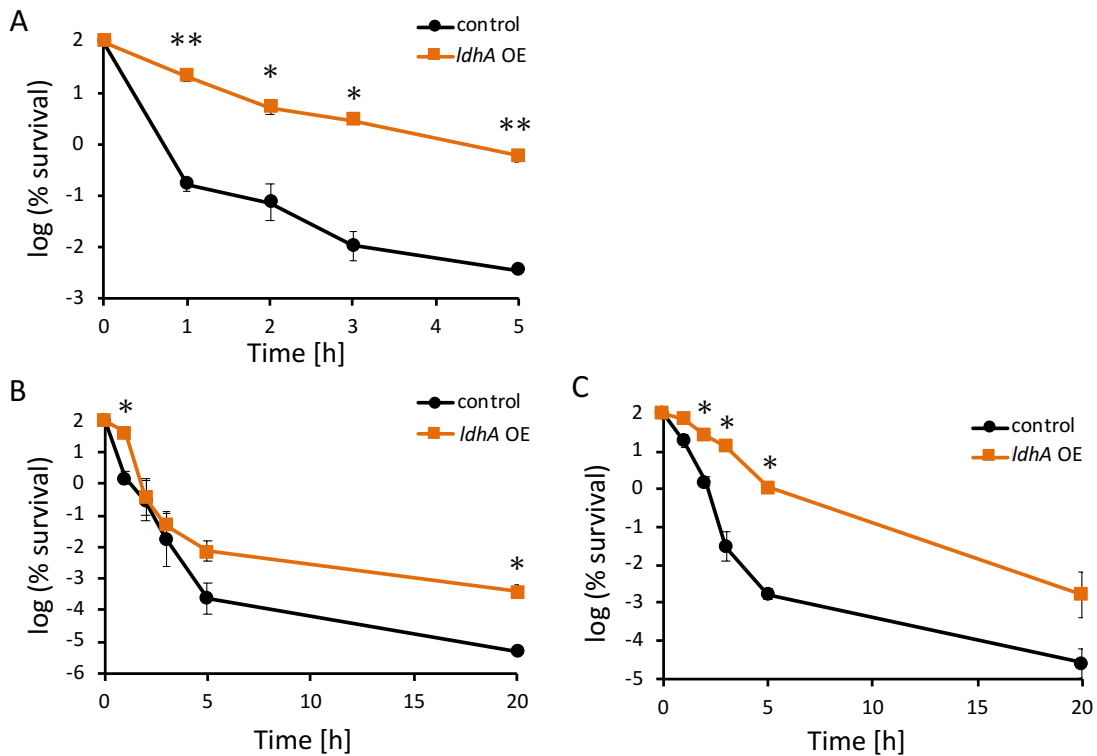 A
control
ldhA OE
log (% survival)
2
1
0
-1
-2
-3
** * * **
0 1 2 3 4 5
Time [h]
B
control
ldhA OE
log (% survival)
2
1
0
-1
-2
-3
-4
-5
-6
* *
0 5 10 15 20
Time [h]
C
control
ldhA OE
log (% survival)
2
1
0
-1
-2
-3
-4
-5
* * *
0 5 10 15 20
Time [h]